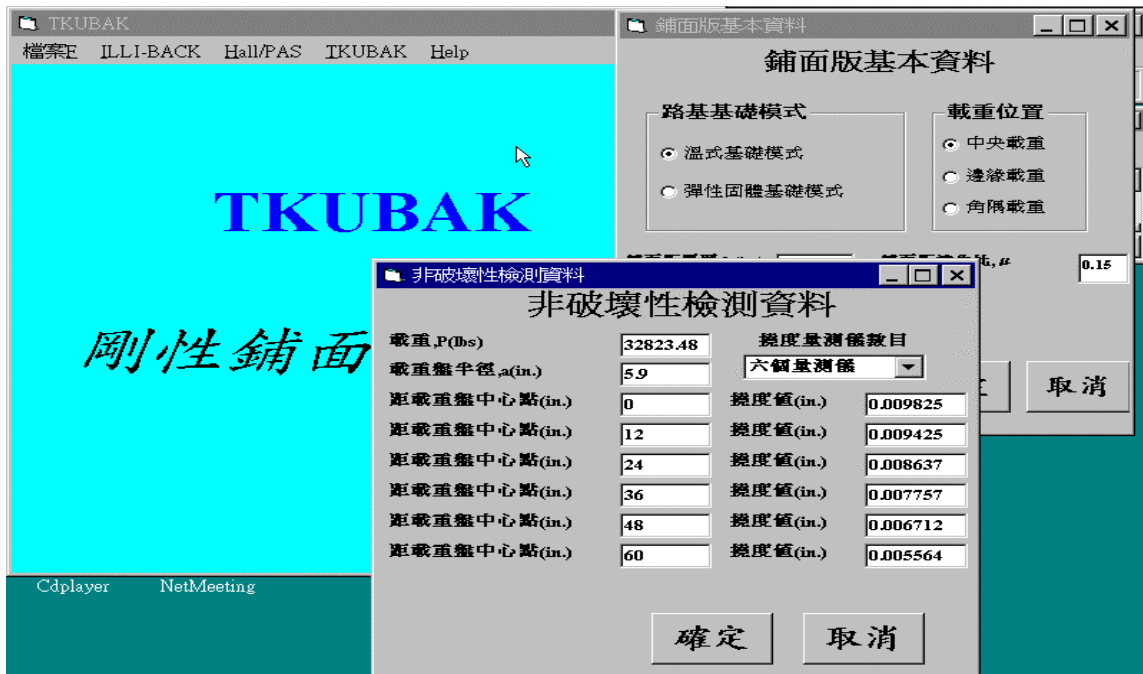 TKUBAK
檔案E ILLI-BACK Hall/PAS TKUBAK Help
TKUBAK
剛性鋪面
Cdplayer NetMeeting
鋪面版基本資料
鋪面版基本資料
路基基礎模式
溫式基礎模式
彈性固體基礎模式
載重位置
中央載重
邊緣載重
角隅載重
0.15
取消
非破壞性檢測資料
非破壞性檢測資料
載重,P(lbs) 32823.48 撓度量測儀數目
載重盤半徑,a(in.) 5.9 六個量測儀
距載重盤中心點(in.) 0 撓度值(in.) 0.009825
距載重盤中心點(in.) 12 撓度值(in.) 0.009425
距載重盤中心點(in.) 24 撓度值(in.) 0.008637
距載重盤中心點(in.) 36 撓度值(in.) 0.007757
距載重盤中心點(in.) 48 撓度值(in.) 0.006712
距載重盤中心點(in.) 60 撓度值(in.) 0.005564
確定 取消